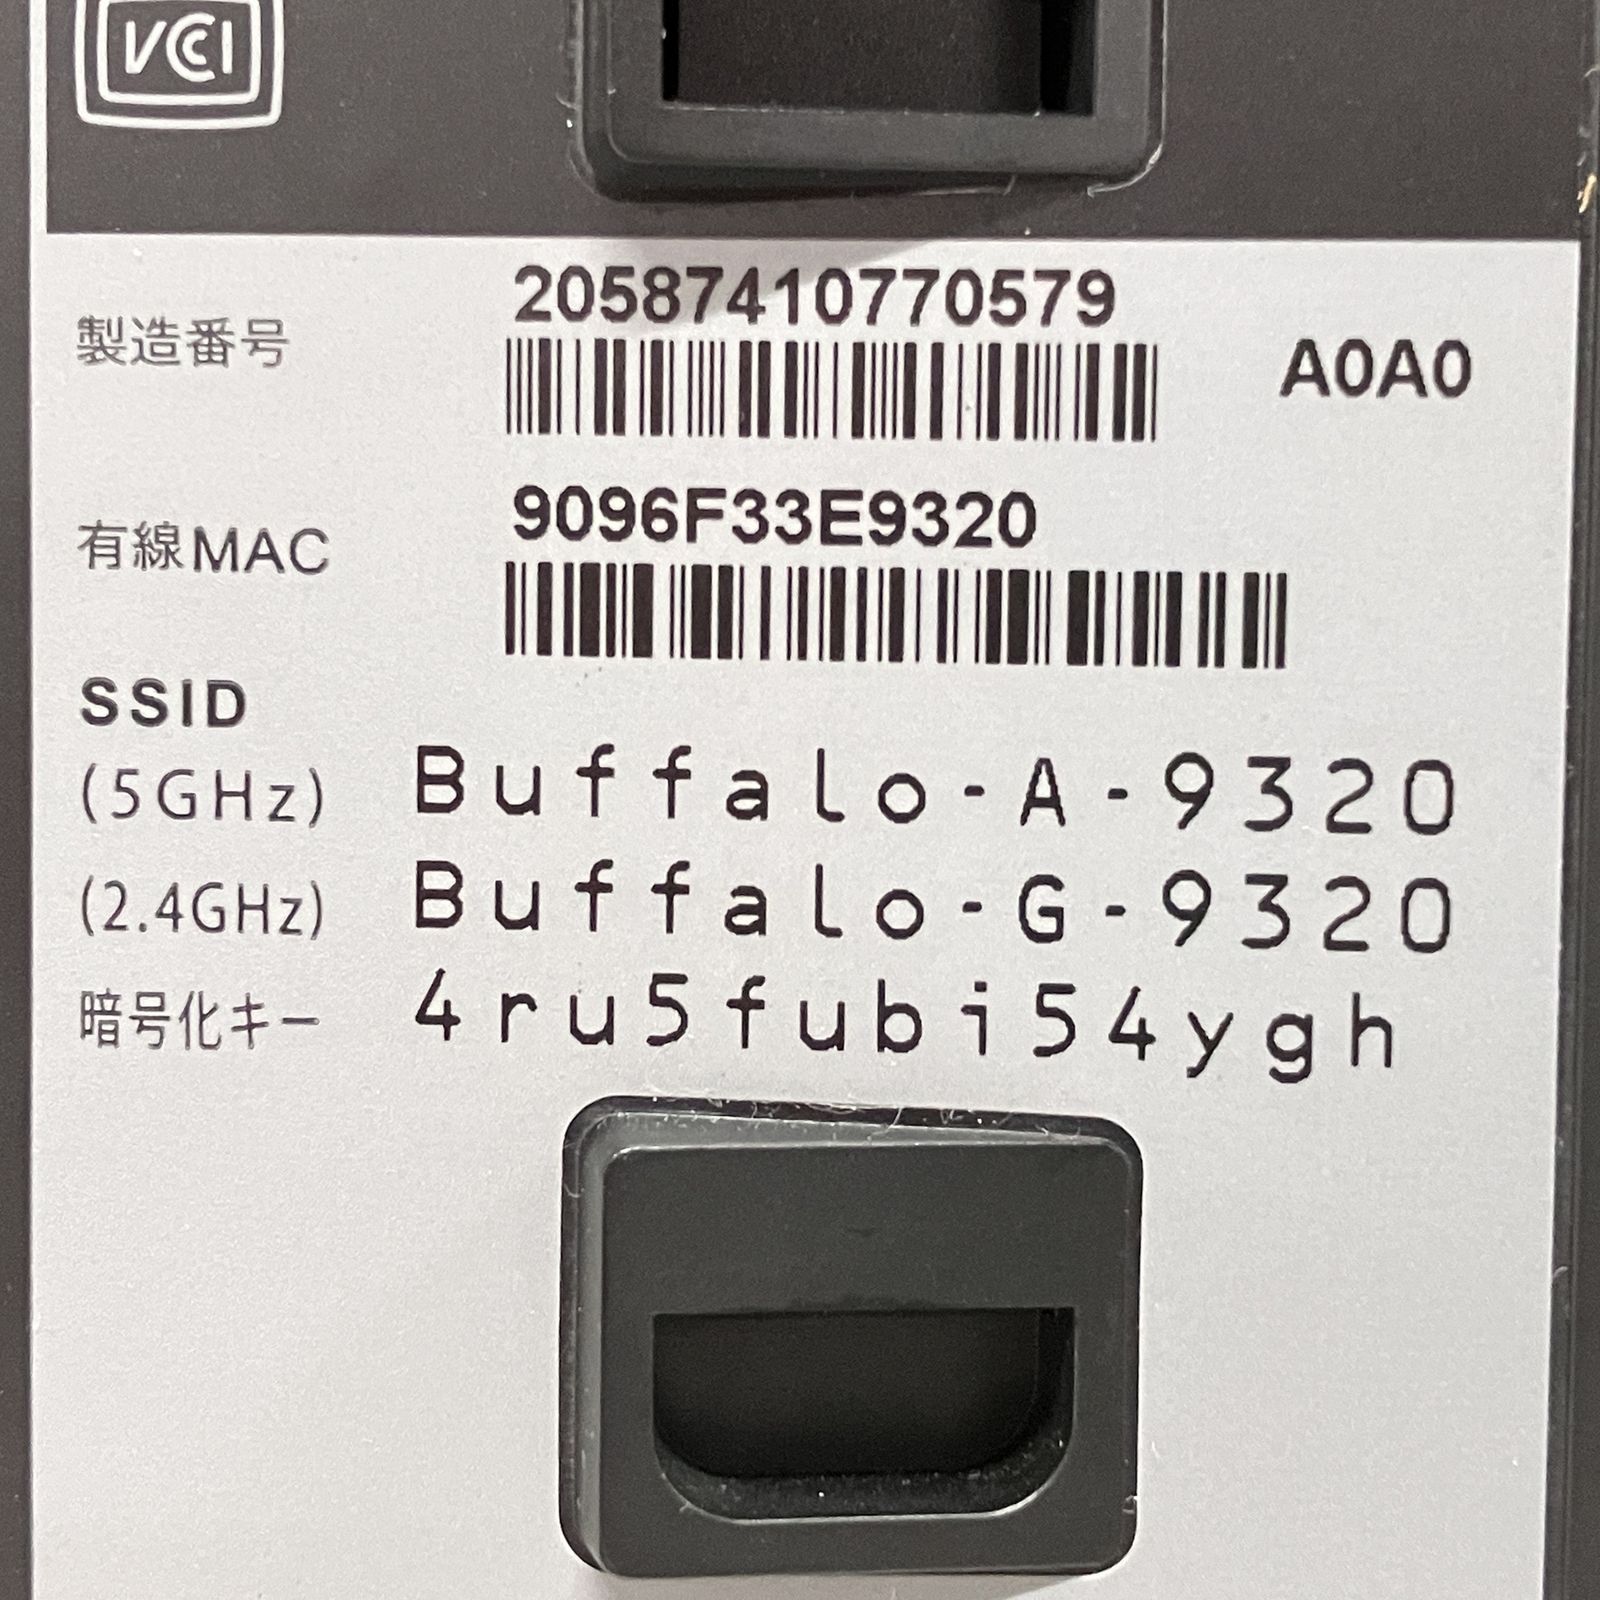 VCCI
20587410770579
製造番号 A0A0
9096F33E9320
有線MAC
SSID
(5GHz) Buffalo-A-9320
(2.4GHz) Buffalo-G-9320
暗号化キー 4ru5fubi54ygh